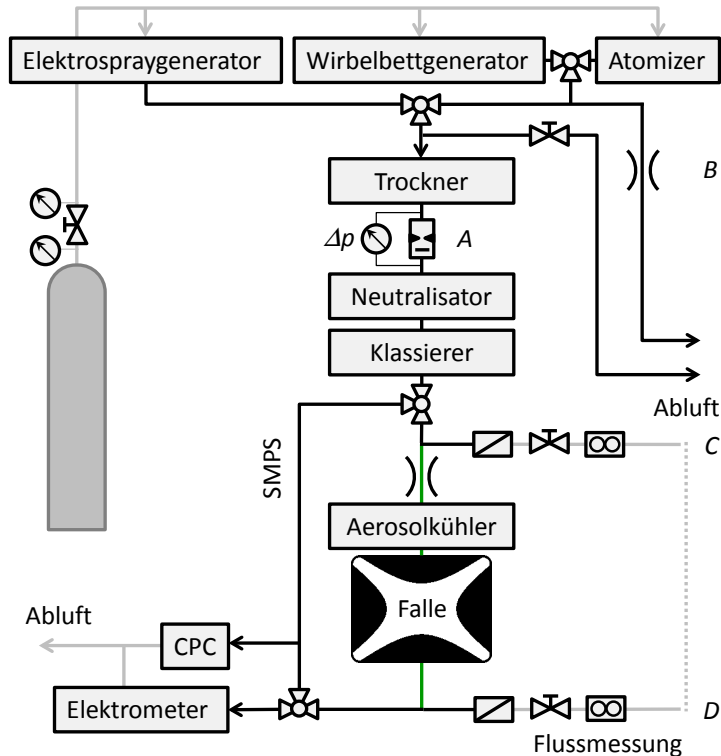 Elektrospraygenerator
Wirbelbettgenerator
Atomizer
B
Trockner
Δp
A
Neutralisator
Klassierer
Abluft
C
SMPS
Aerosolkühler
Falle
Abluft
CPC
Elektrometer
D
Flussmessung